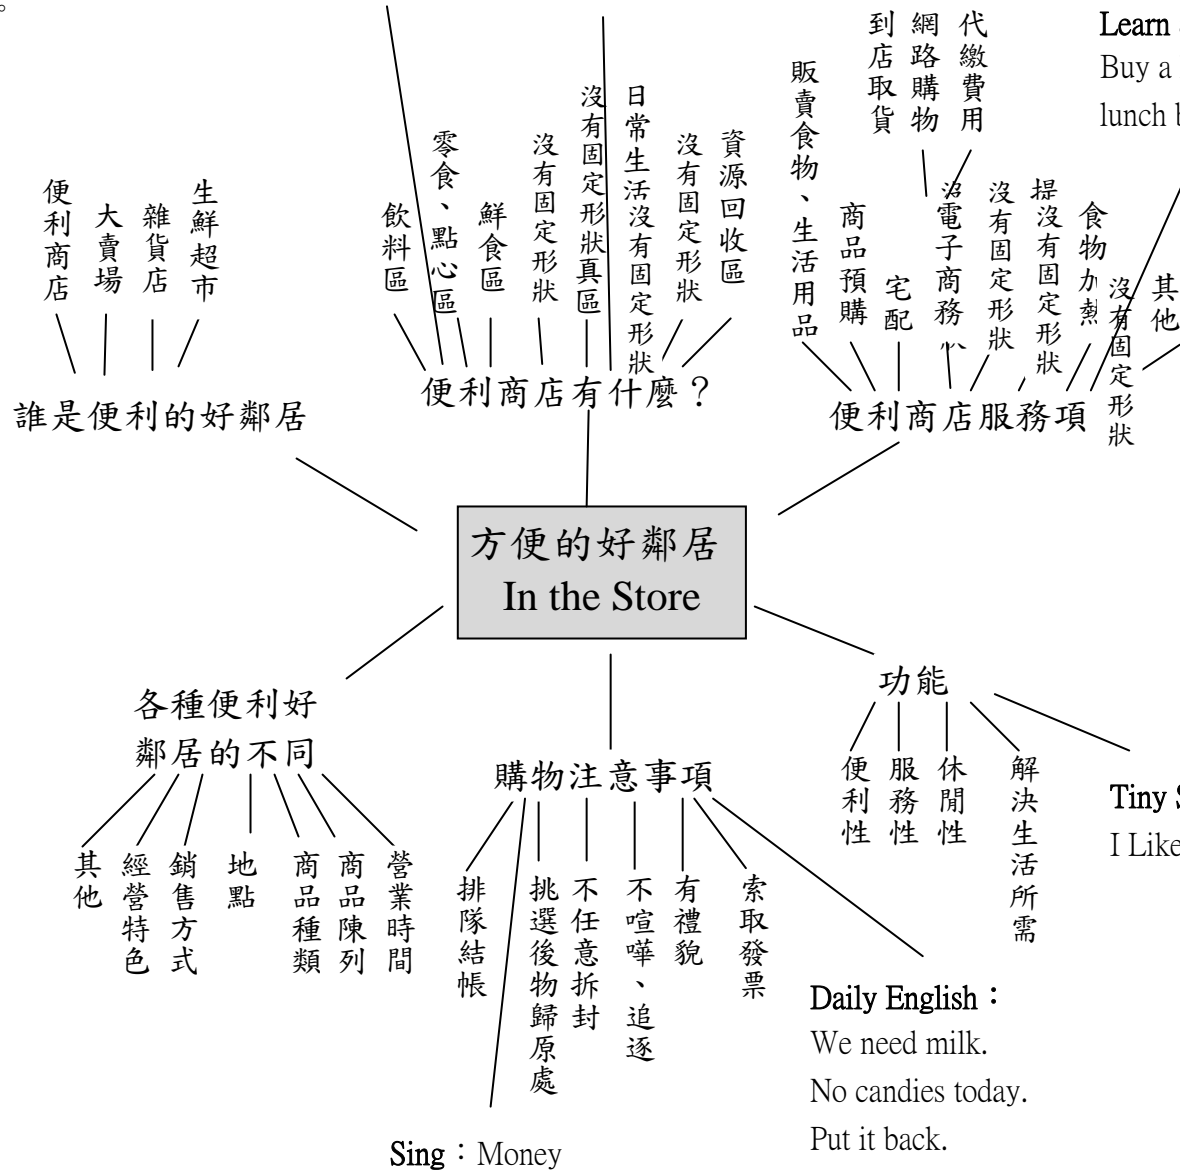 。
Learn
Buy a
lunch b
到店取貨
網路購物
代繳費用
便利商店
大賣場
雜貨店
生鮮超市
誰是便利的好鄰居
飲料區
零食、點心區
鮮食區
沒有固定形狀
沒有固定形狀真區
日常生活
沒有固定形狀
沒有固定形狀
資源回收區
便利商店有什麼？
販賣食物、生活用品
商品預購
宅配
電子商務
沒有固定形狀
提
沒有固定形狀
食物加熱
沒有固定形狀
其他
便利商店服務項
方便的好鄰居
In the Store
各種便利好
鄰居的不同
其他
經營特色
銷售方式
地點
商品種類
商品陳列
營業時間
購物注意事項
排隊結帳
挑選後物歸原處
不任意拆封
不喧嘩、追逐
有禮貌
索取發票
功能
便利性
服務性
休閒性
解決生活所需
Tiny
I Like
Daily English：
We need milk.
No candies today.
Put it back.
Sing：Money